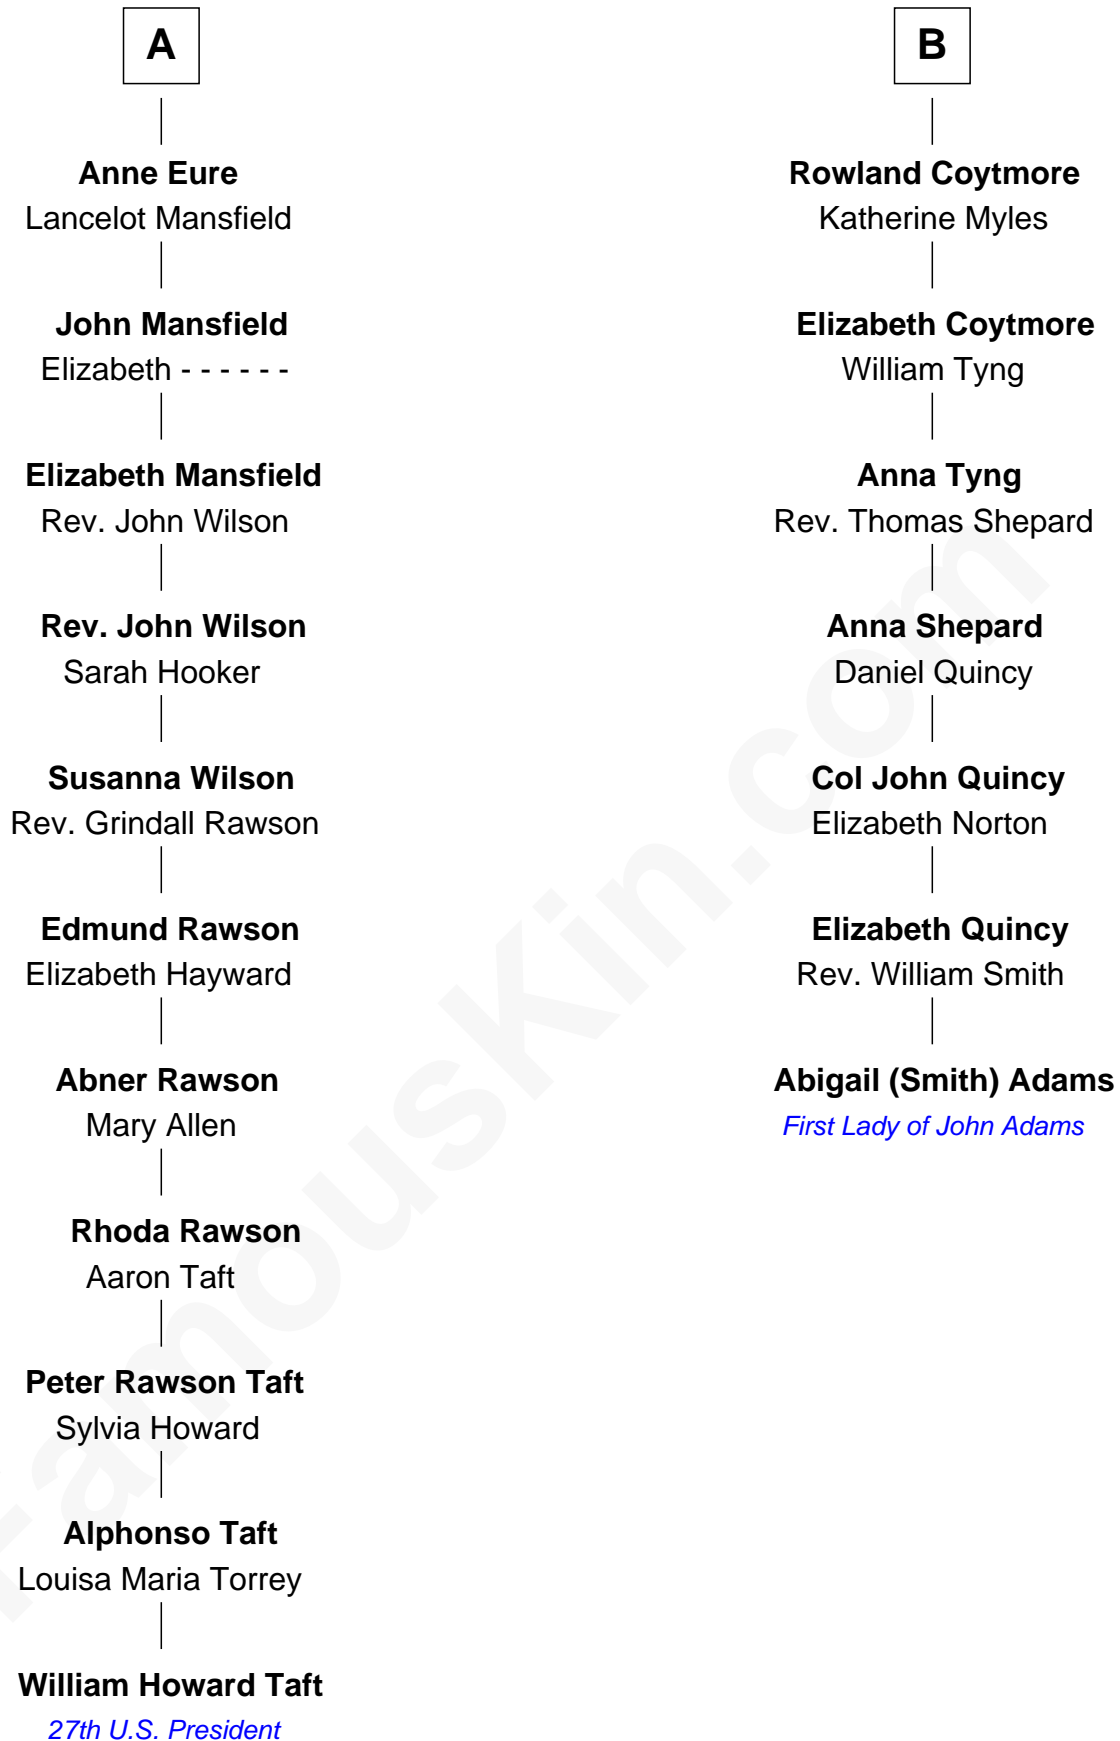 A
Anne Eure
Lancelot Mansfield
John Mansfield
Elizabeth - - - - - -
Elizabeth Mansfield
Rev. John Wilson
Rev. John Wilson
Sarah Hooker
Susanna Wilson
Rev. Grindall Rawson
Edmund Rawson
Elizabeth Hayward
Abner Rawson
Mary Allen
Rhoda Rawson
Aaron Taft
Peter Rawson Taft
Sylvia Howard
Alphonso Taft
Louisa Maria Torrey
William Howard Taft
27th U.S. President
B
Rowland Coytmore
Katherine Myles
Elizabeth Coytmore
William Tyng
Anna Tyng
Rev. Thomas Shepard
Anna Shepard
Daniel Quincy
Col John Quincy
Elizabeth Norton
Elizabeth Quincy
Rev. William Smith
Abigail (Smith) Adams
First Lady of John Adams
FamousKin.com